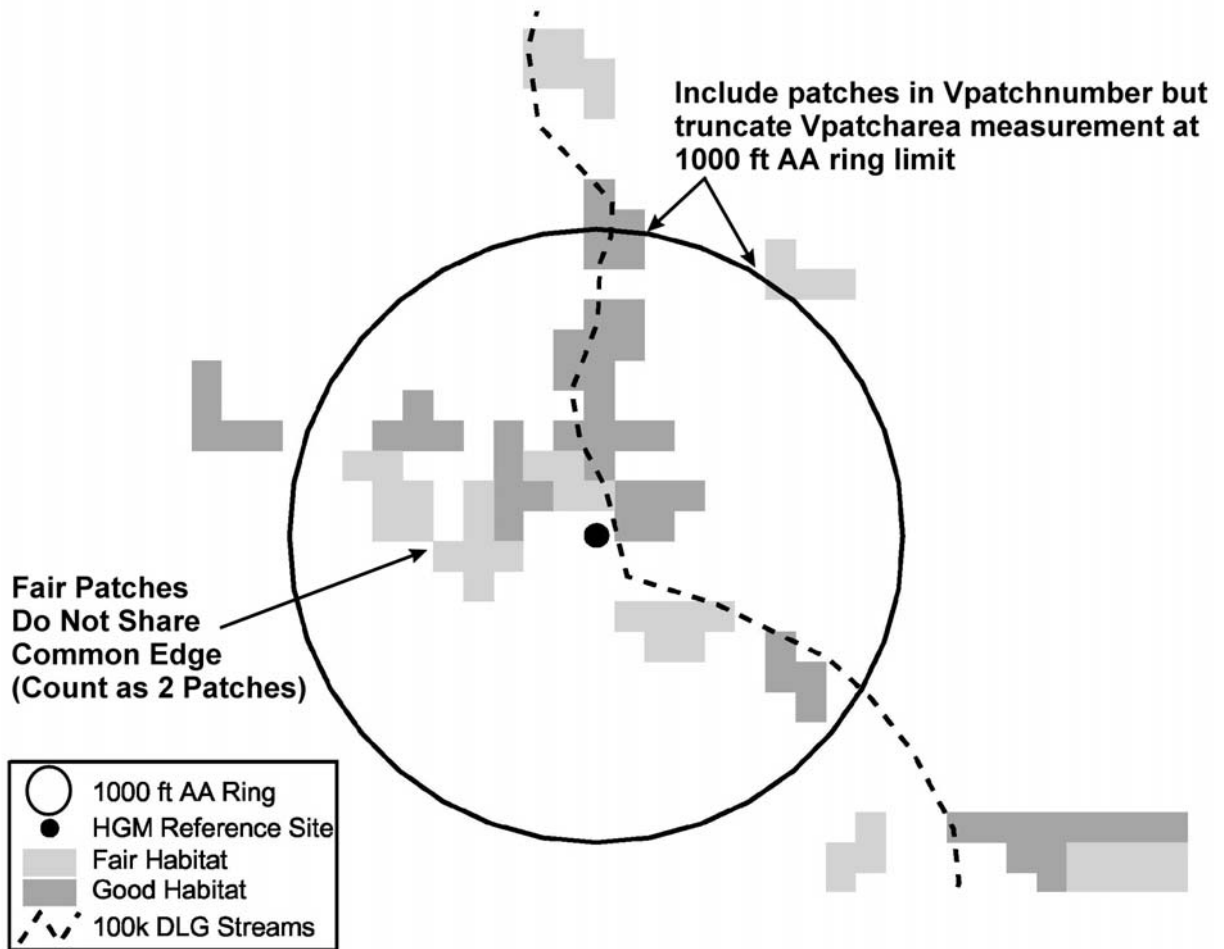 Include patches in Vpatchnumber but
truncate Vpatcharea measurement at
1000 ft AA ring limit
Fair Patches
Do Not Share
Common Edge
(Count as 2 Patches)
1000 ft AA Ring
HGM Reference Site
Fair Habitat
Good Habitat
100k DLG Streams